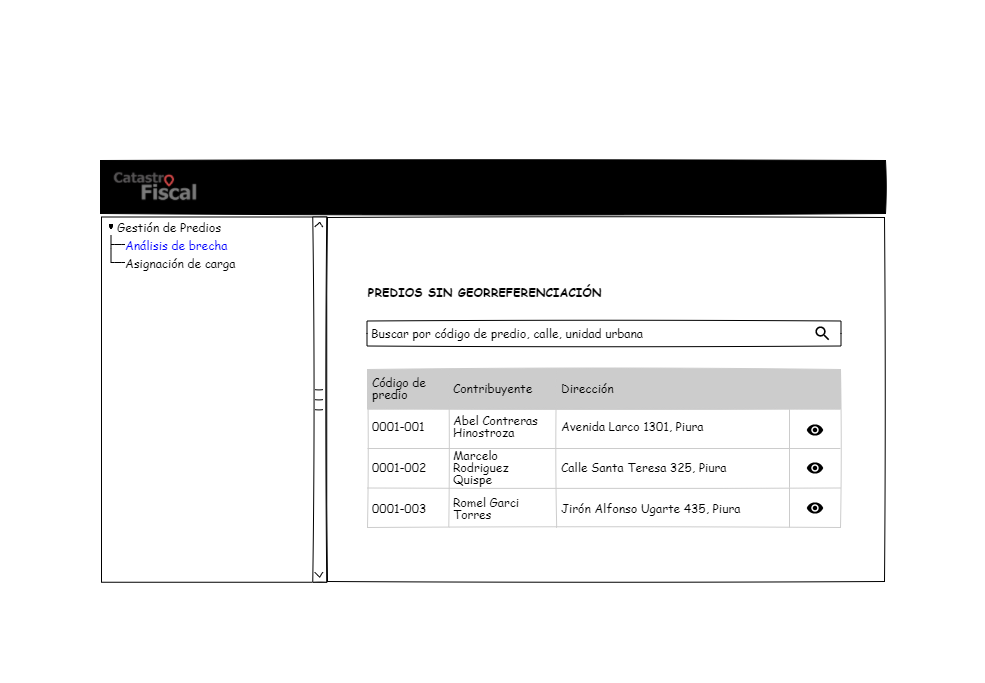 Catastro
Fiscal
Gestión de Predios
Análisis de brecha
Asignación de carga
PREDIOS SIN GEORREFERENCIACIÓN
Buscar por código de predio, calle, unidad urbana
Código de
predio
Contribuyente
Dirección
0001-001
Abel Contreras
Hinostroza
Avenida Larco 1301, Piura
0001-002
Marcelo
Rodriguez
Quispe
Calle Santa Teresa 325, Piura
0001-003
Romel Garci
Torres
Jirón Alfonso Ugarte 435, Piura